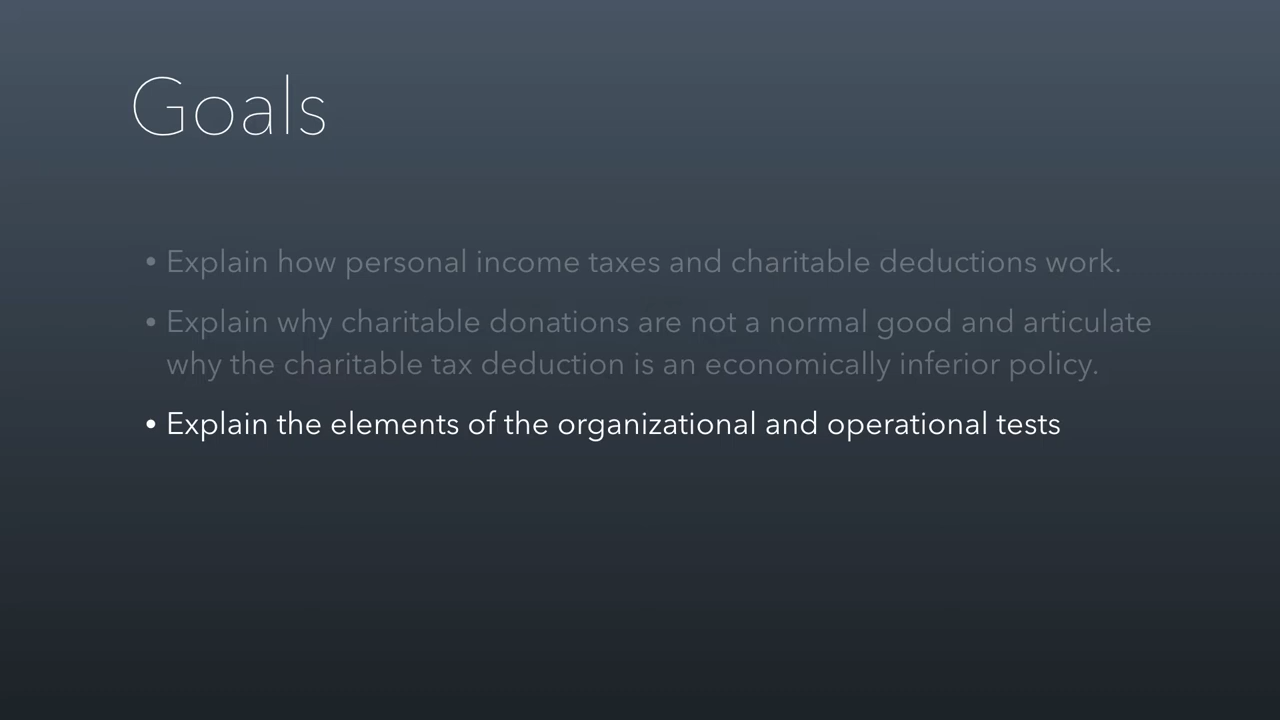 Goals
• Explain how personal income taxes and charitable deductions work.
• Explain why charitable donations are not a normal good and articulate
why the charitable tax deduction is an economically inferior policy.
• Explain the elements of the organizational and operational tests